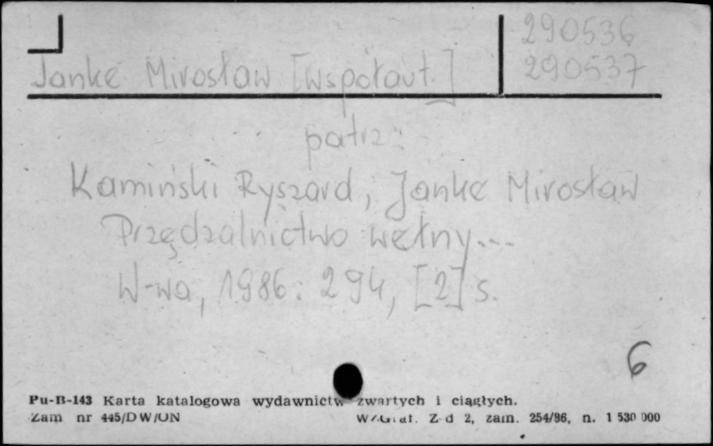 290536
Janke Mirosław [współaut.]
290537
patrz:
Kamiński Ryszard, Janke Mirosław
Przędzalnictwo wełny...
W-wa, 1986. 294, [2] s.
6
Pu-B-143 Karta katalogowa wydawnictw zwartych i ciągłych.
Zam nr 445/DW/UN Z-d 2, zam. 254/86, n. 1 530 000